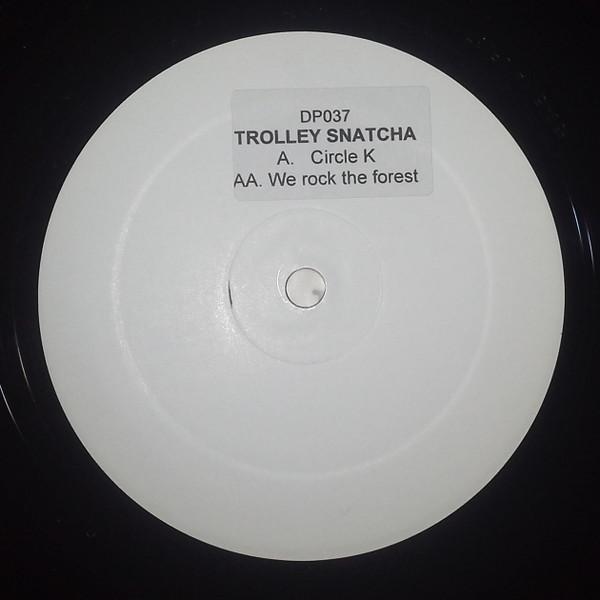 DP037
TROLLEY SNATCHA
A. Circle K
AA. We rock the forest